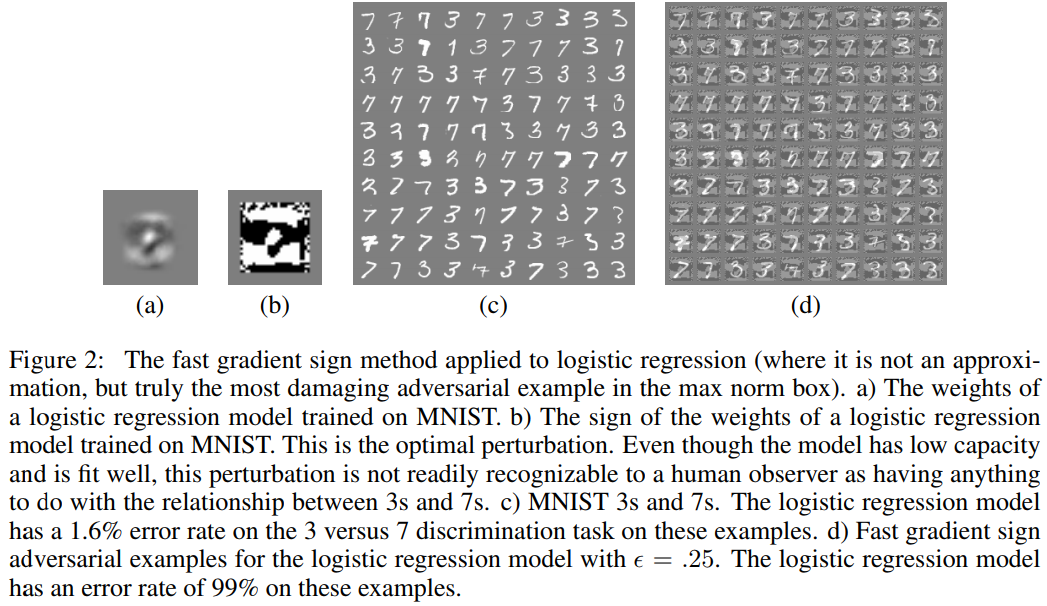 (a)
(b)
(c)
(d)
Figure 2: The fast gradient sign method applied to logistic regression (where it is not an approxi-
mation, but truly the most damaging adversarial example in the max norm box). a) The weights of
a logistic regression model trained on MNIST. b) The sign of the weights of a logistic regression
model trained on MNIST. This is the optimal perturbation. Even though the model has low capacity
and is fit well, this perturbation is not readily recognizable to a human observer as having anything
to do with the relationship between 3s and 7s. c) MNIST 3s and 7s. The logistic regression model
has a 1.6% error rate on the 3 versus 7 discrimination task on these examples. d) Fast gradient sign
adversarial examples for the logistic regression model with ϵ = .25. The logistic regression model
has an error rate of 99% on these examples.